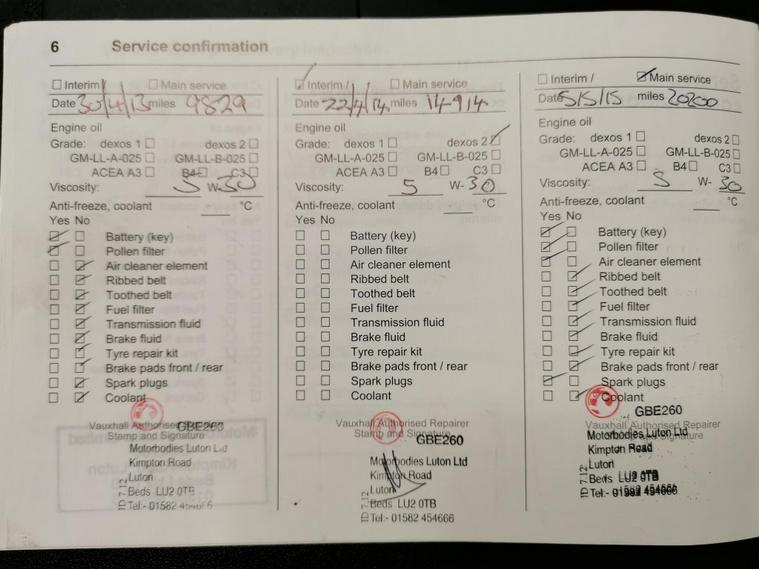 6 Service confirmation
Interim / Main service
Date 30/4/13 miles 9829
Engine oil
Grade: dexos 1 dexos 2
GM-LL-A-025 GM-LL-B-025
ACEA A3 B4 C3
Viscosity: 5 W-30
Anti-freeze, coolant °C
Yes No
Battery (key)
Pollen filter
Air cleaner element
Ribbed belt
Toothed belt
Fuel filter
Transmission fluid
Brake fluid
Tyre repair kit
Brake pads front / rear
Spark plugs
Coolant
Vauxhall Authorised GBE260
Stamp and Signature
Motorbodies Luton Ltd
Kimpton Road
Luton
Beds LU2 0TB
Tel:- 01582
ID 7.12
Interim / Main service
Date 22/4/14 miles 14914
Engine oil
Grade: dexos 1 dexos 2
GM-LL-A-025 GM-LL-B-025
ACEA A3 B4 C3
Viscosity: 5 W-30
Anti-freeze, coolant °C
Yes No
Battery (key)
Pollen filter
Air cleaner element
Ribbed belt
Toothed belt
Fuel filter
Transmission fluid
Brake fluid
Tyre repair kit
Brake pads front / rear
Spark plugs
Coolant
Vauxhall Authorised Repairer
Stamp and Signature GBE260
Motorbodies Luton Ltd
Kimpton Road
Luton
Beds LU2 0TB
Tel:- 01582 454666
ID 7.12
Interim / Main service
Date 5/5/15 miles 20200
Engine oil
Grade: dexos 1 dexos 2
GM-LL-A-025 GM-LL-B-025
ACEA A3 B4 C3
Viscosity: 5 W-30
Anti-freeze, coolant °C
Yes No
Battery (key)
Pollen filter
Air cleaner element
Ribbed belt
Toothed belt
Fuel filter
Transmission fluid
Brake fluid
Tyre repair kit
Brake pads front / rear
Spark plugs
Coolant
GBE260
Vauxhall Authorised Repairer
Motorbodies Luton Ltd
Kimpton Road
Luton
Beds LU2 0TB
Tel:- 01582 454666
ID 7.12